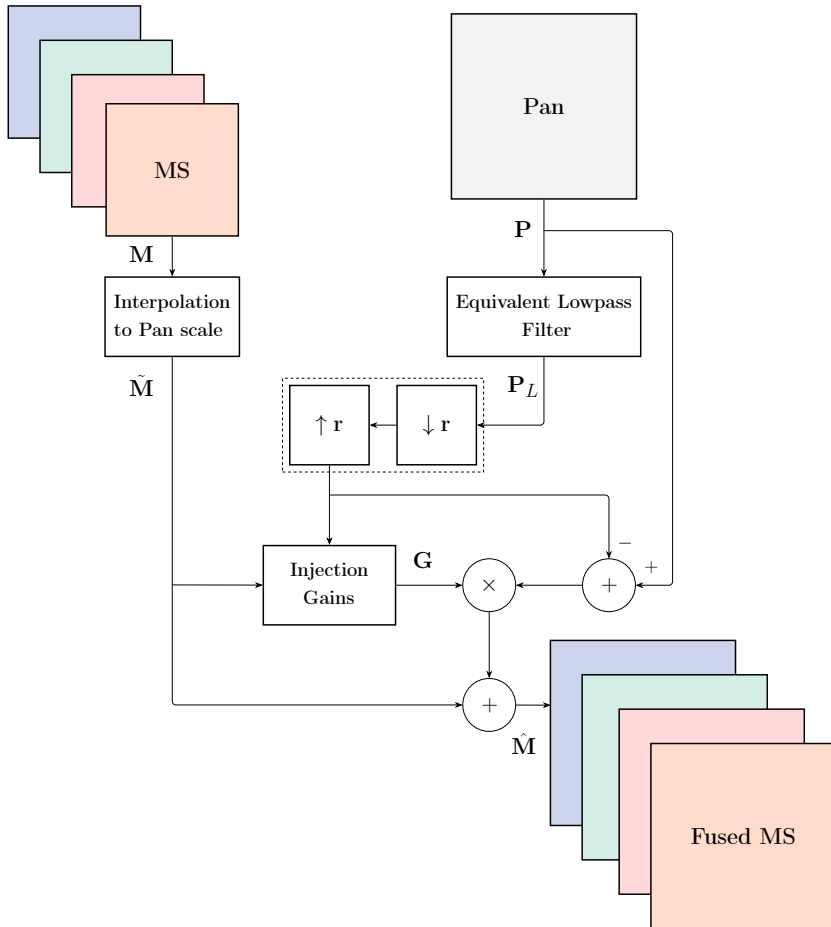 MS
Pan
M
P
Interpolation
to Pan scale
Equivalent Lowpass
Filter
M̃
P_L
↑ r
↓ r
−
+
Injection
Gains
G
×
+
+
M̂
Fused MS